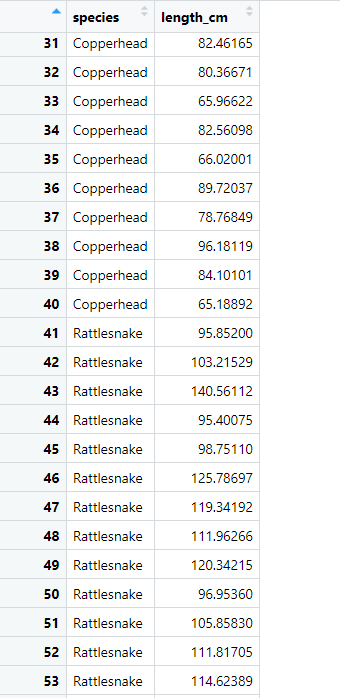 species length_cm
31 Copperhead 82.46165
32 Copperhead 80.36671
33 Copperhead 65.96622
34 Copperhead 82.56098
35 Copperhead 66.02001
36 Copperhead 89.72037
37 Copperhead 78.76849
38 Copperhead 96.18119
39 Copperhead 84.10101
40 Copperhead 65.18892
41 Rattlesnake 95.85200
42 Rattlesnake 103.21529
43 Rattlesnake 140.56112
44 Rattlesnake 95.40075
45 Rattlesnake 98.75110
46 Rattlesnake 125.78697
47 Rattlesnake 119.34192
48 Rattlesnake 111.96266
49 Rattlesnake 120.34215
50 Rattlesnake 96.95360
51 Rattlesnake 105.85830
52 Rattlesnake 111.81705
53 Rattlesnake 114.62389